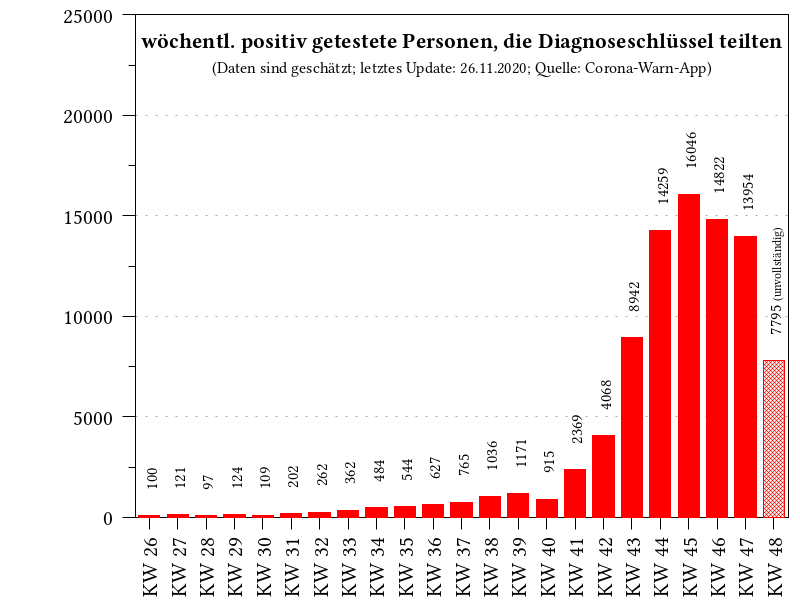 wöchentl. positiv getestete Personen, die Diagnoseschlüssel teilten
(Daten sind geschätzt; letztes Update: 26.11.2020; Quelle: Corona-Warn-App)
25000
20000
15000
10000
5000
0
100
121
97
124
109
202
262
362
484
544
627
765
1036
1171
915
2369
4068
8942
14259
16046
14822
13954
7795 (unvollständig)
KW 26
KW 27
KW 28
KW 29
KW 30
KW 31
KW 32
KW 33
KW 34
KW 35
KW 36
KW 37
KW 38
KW 39
KW 40
KW 41
KW 42
KW 43
KW 44
KW 45
KW 46
KW 47
KW 48